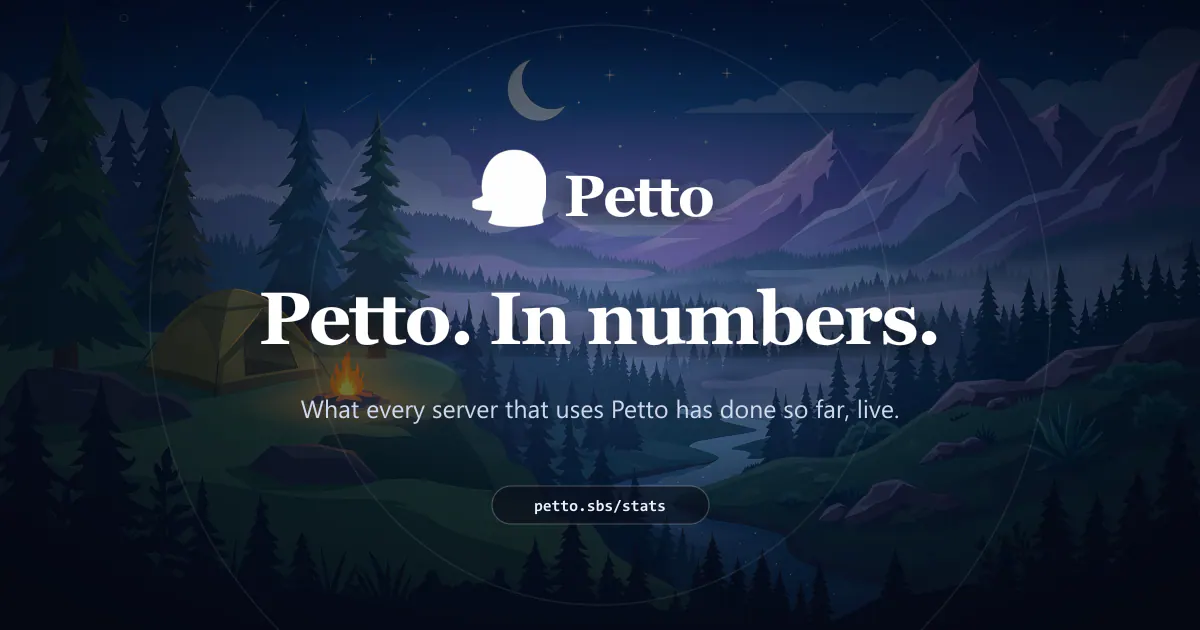 Petto
Petto. In numbers.
What every server that uses Petto has done so far, live.
petto.sbs/stats